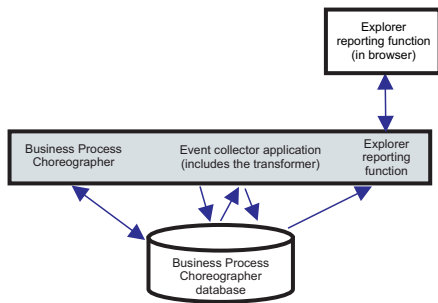 Explorer
reporting function
(in browser)
Business Process
Choreographer
Event collector application
(includes the transformer)
Explorer
reporting
function
Business Process
Choreographer
database